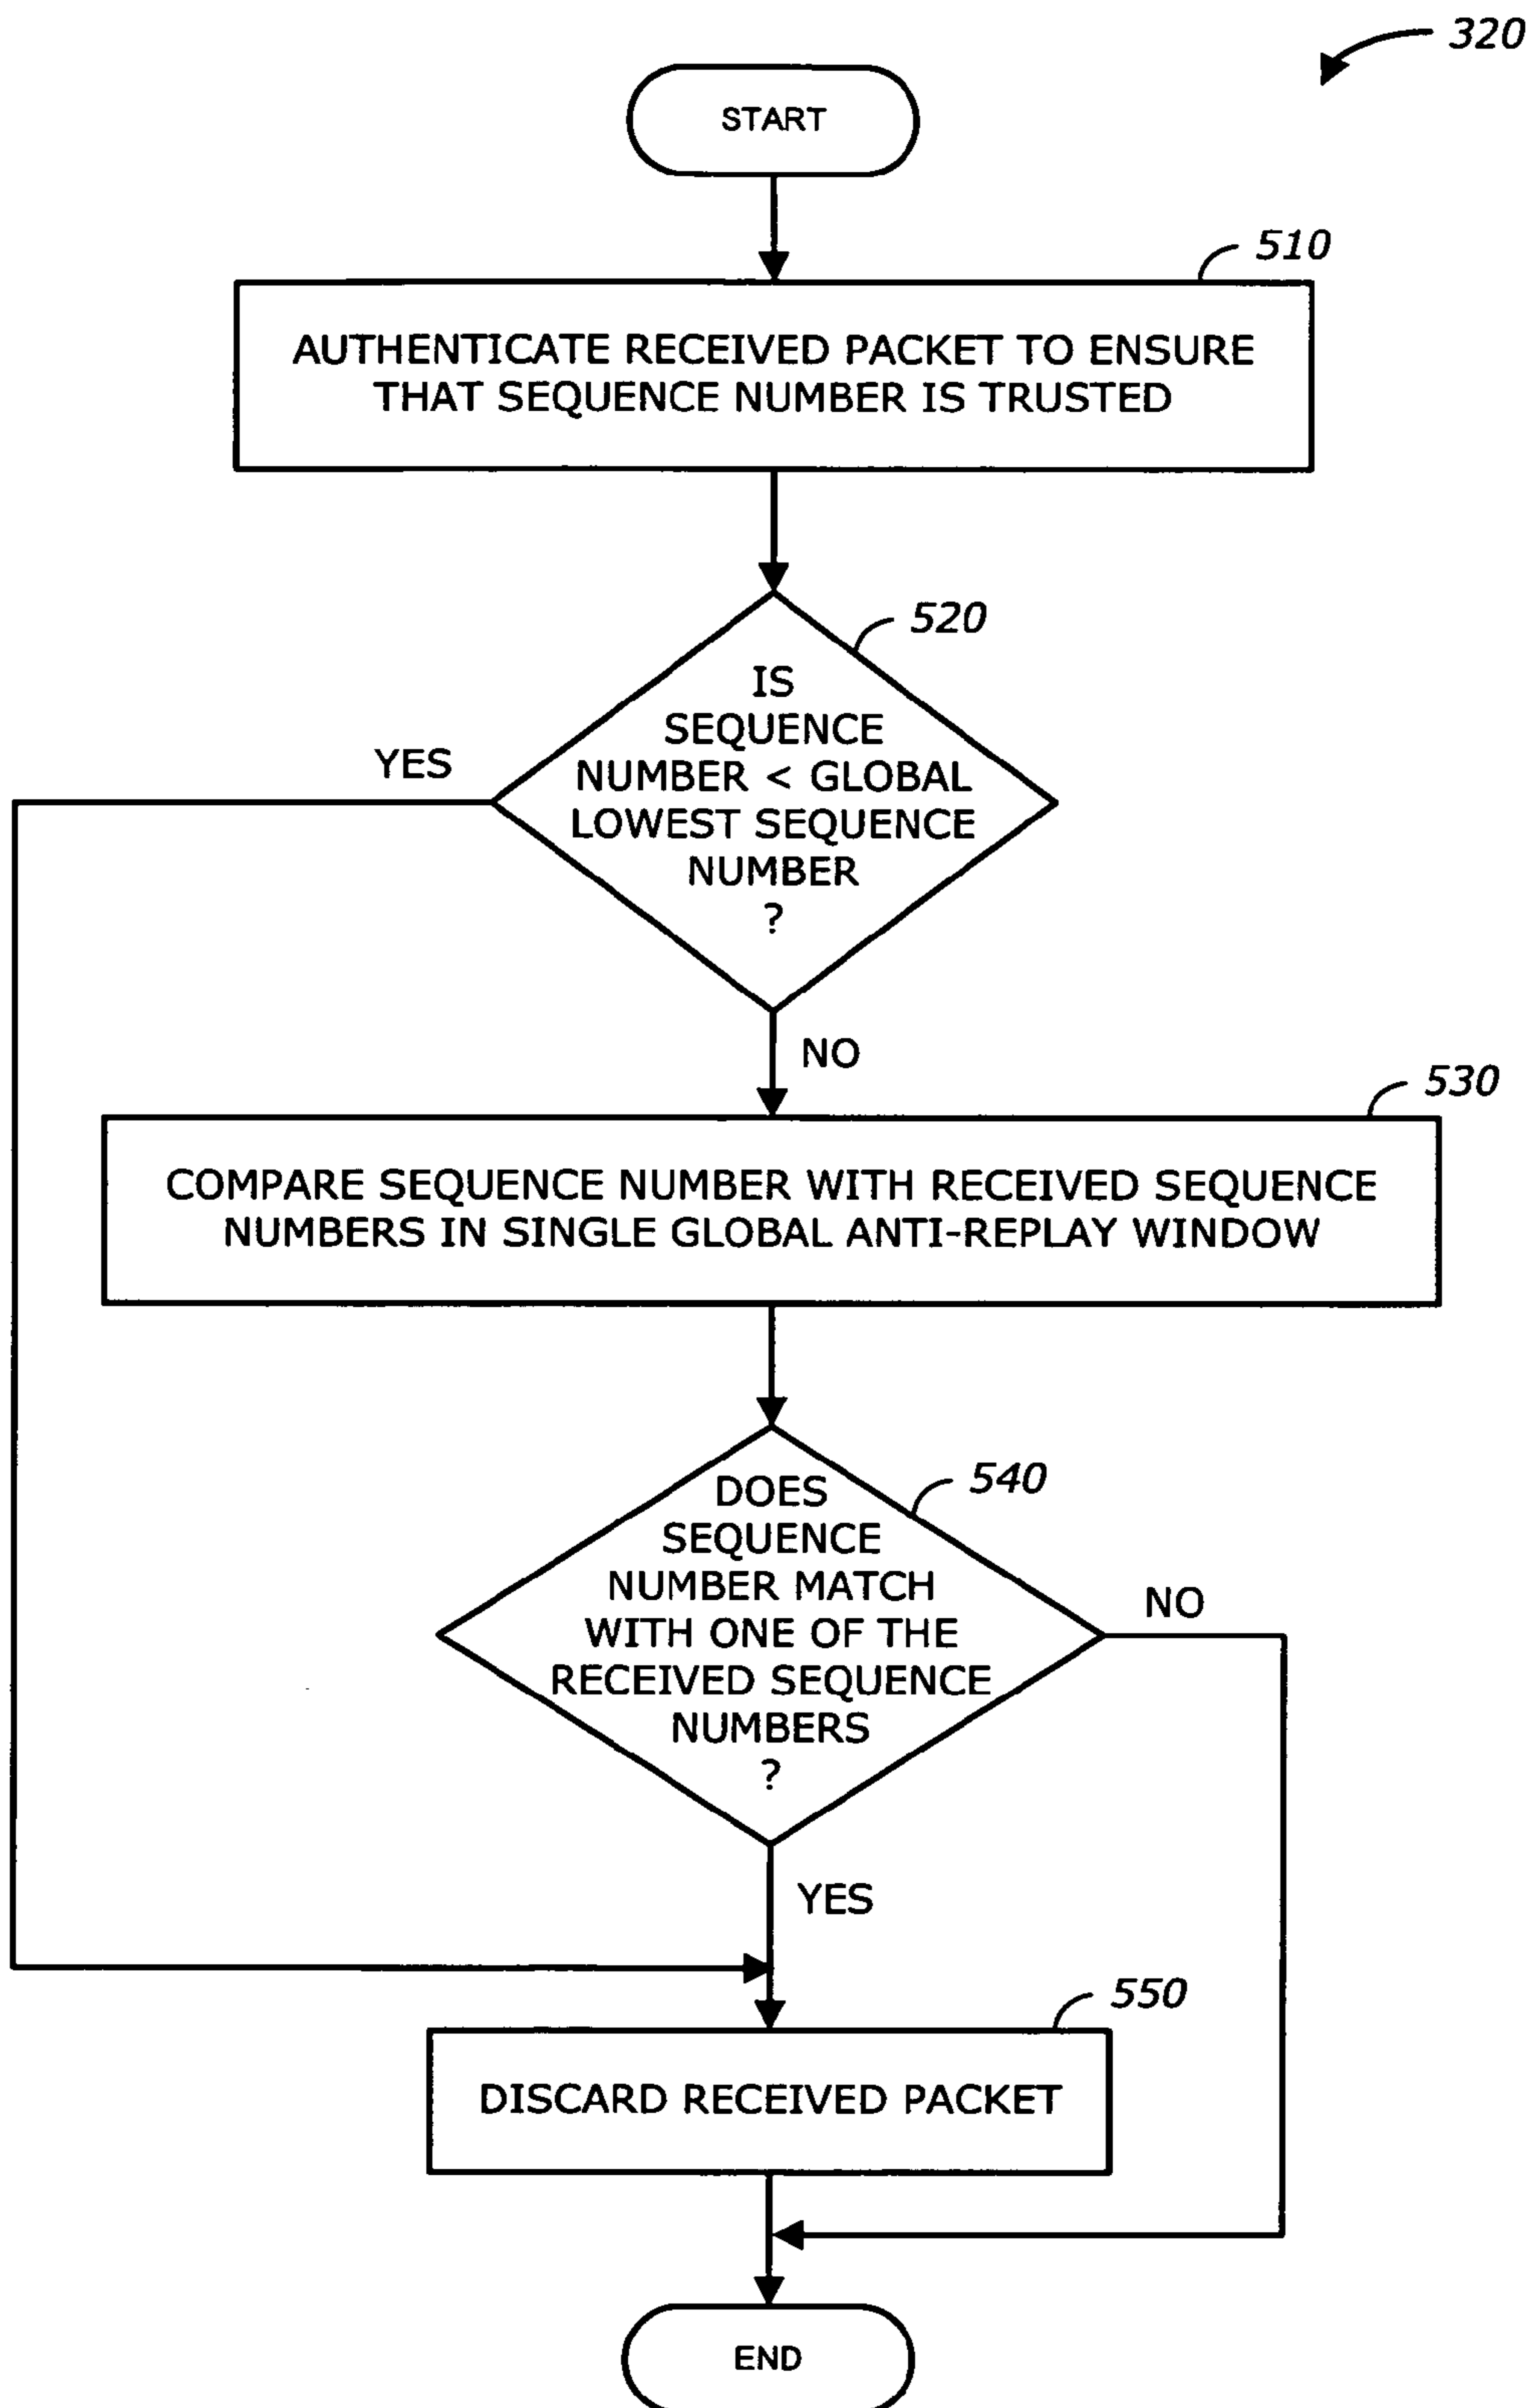 320
START
510
AUTHENTICATE RECEIVED PACKET TO ENSURE
THAT SEQUENCE NUMBER IS TRUSTED
520
IS
SEQUENCE
NUMBER < GLOBAL
LOWEST SEQUENCE
NUMBER
?
YES
NO
530
COMPARE SEQUENCE NUMBER WITH RECEIVED SEQUENCE
NUMBERS IN SINGLE GLOBAL ANTI-REPLAY WINDOW
540
DOES
SEQUENCE
NUMBER MATCH
WITH ONE OF THE
RECEIVED SEQUENCE
NUMBERS
?
NO
YES
550
DISCARD RECEIVED PACKET
END